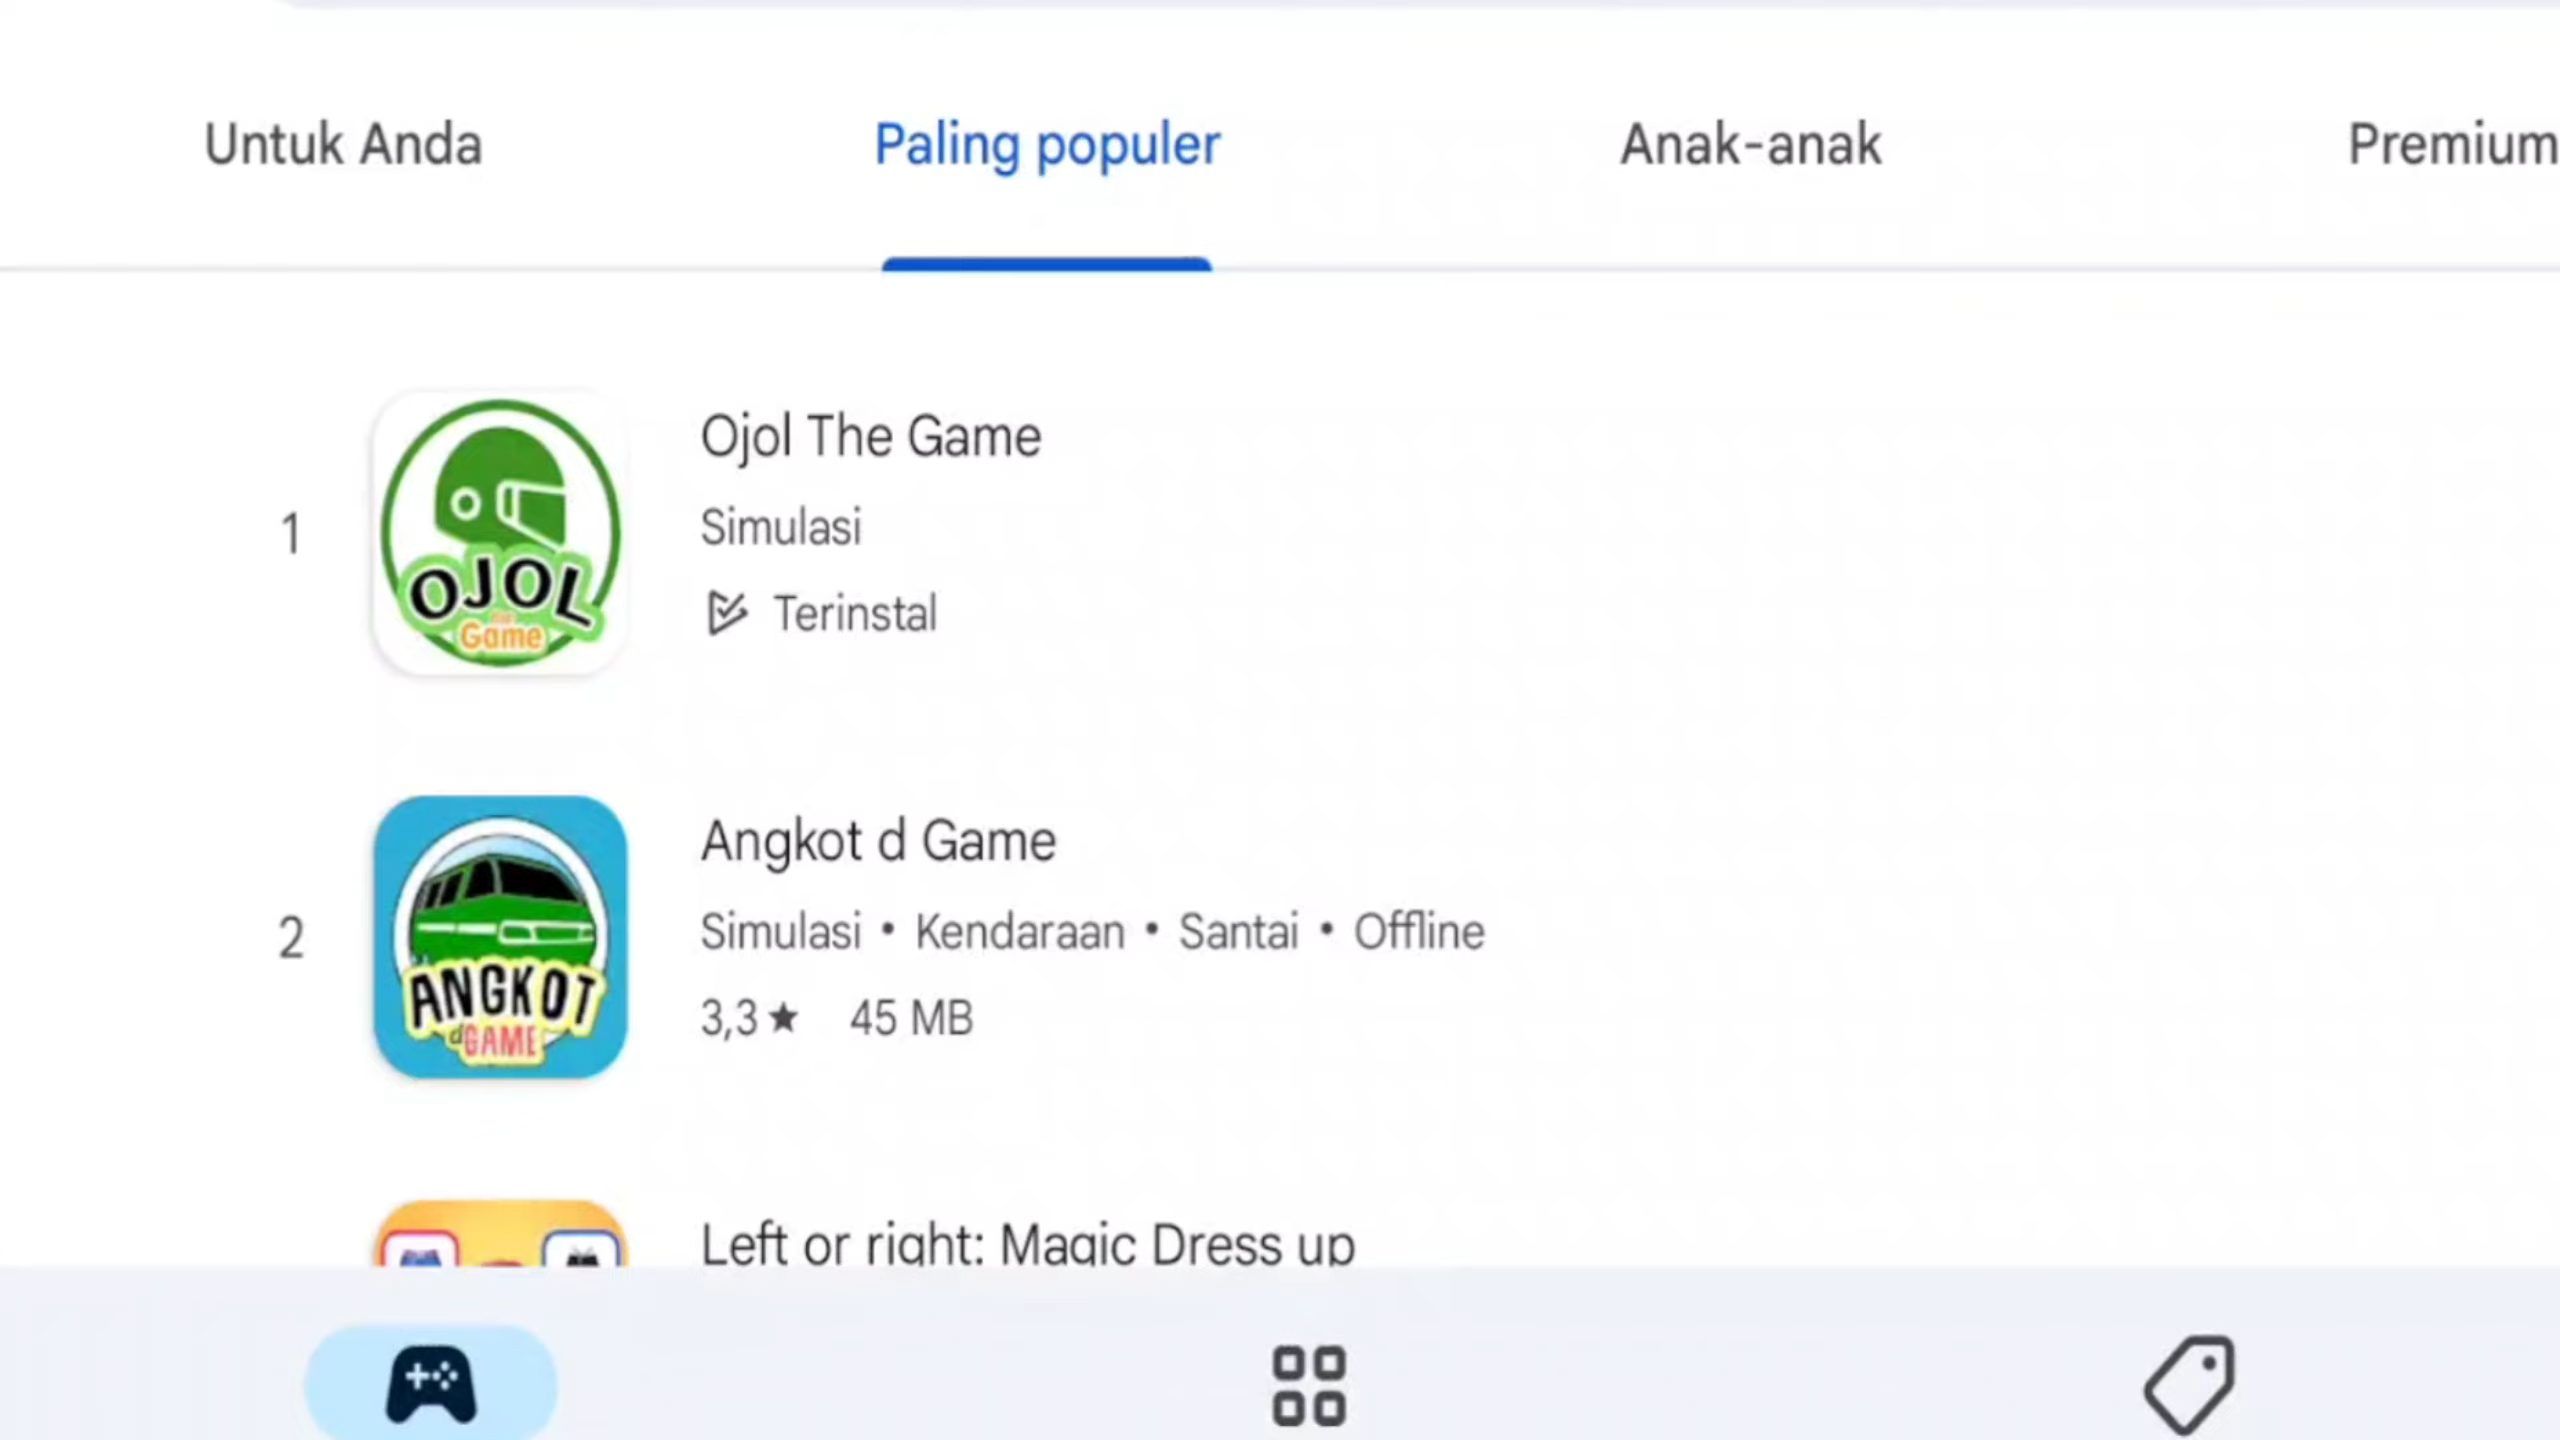 Untuk Anda
Paling populer
Anak-anak
Premium
1
OJOL
Game
Ojol The Game
Simulasi
Terinstal
2
ANGKOT
d GAME
Angkot d Game
Simulasi • Kendaraan • Santai • Offline
3,3★ 45 MB
Left or right: Magic Dress up